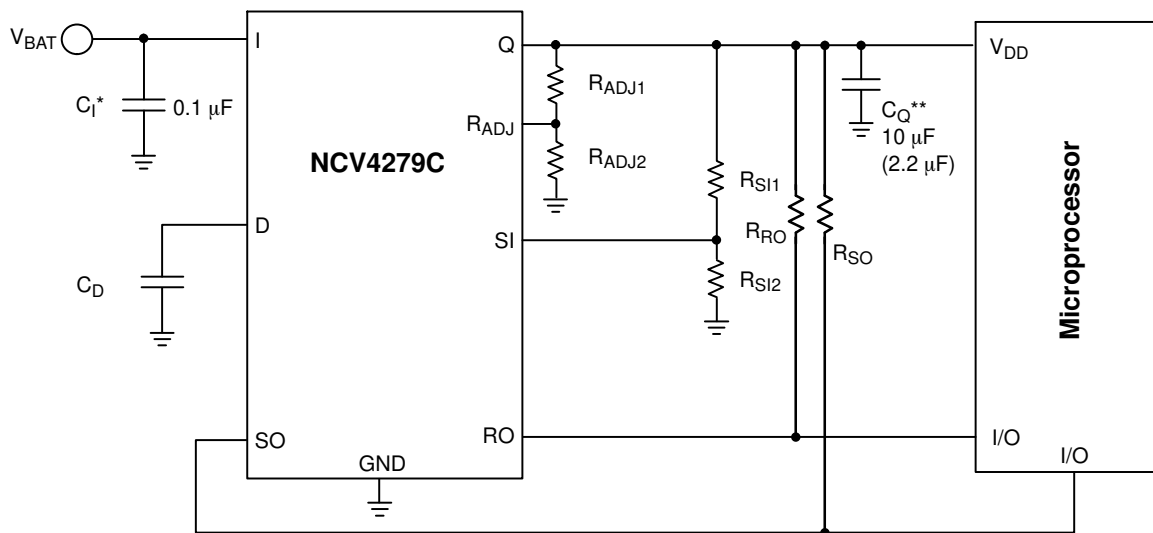 VBAT
I
Q
VDD
CI*
0.1 μF
RADJ1
RADJ
RADJ2
CQ**
10 μF
(2.2 μF)
NCV4279C
Microprocessor
RSI1
D
SI
RRO
RSO
CD
RSI2
SO
RO
I/O
GND
I/O